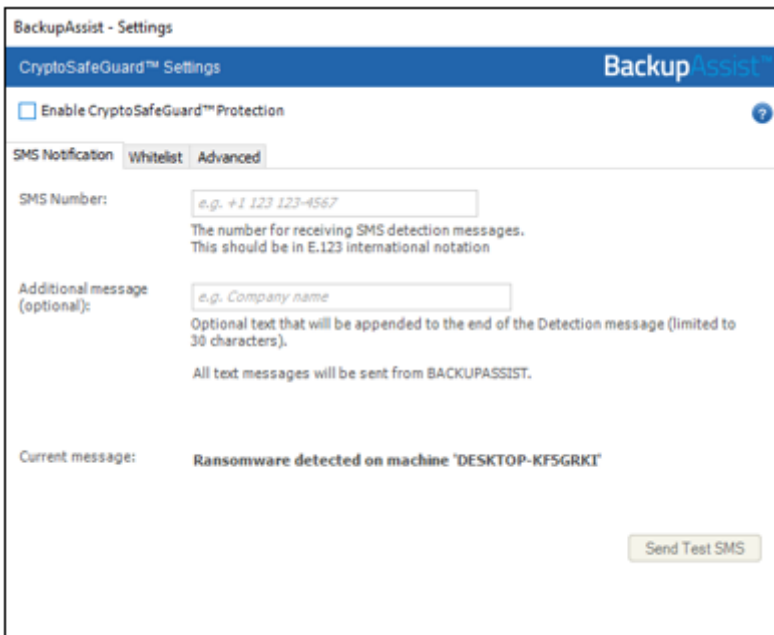 BackupAssist - Settings
CryptoSafeGuard™ Settings
BackupAssist™
Enable CryptoSafeGuard™ Protection
?
SMS Notification Whitelist Advanced
SMS Number:
e.g. +1 123 123-4567
The number for receiving SMS detection messages.
This should be in E.123 international notation
Additional message
(optional):
e.g. Company name
Optional text that will be appended to the end of the Detection message (limited to
30 characters).
All text messages will be sent from BACKUPASSIST.
Current message:
Ransomware detected on machine 'DESKTOP-KF5GRKI'
Send Test SMS